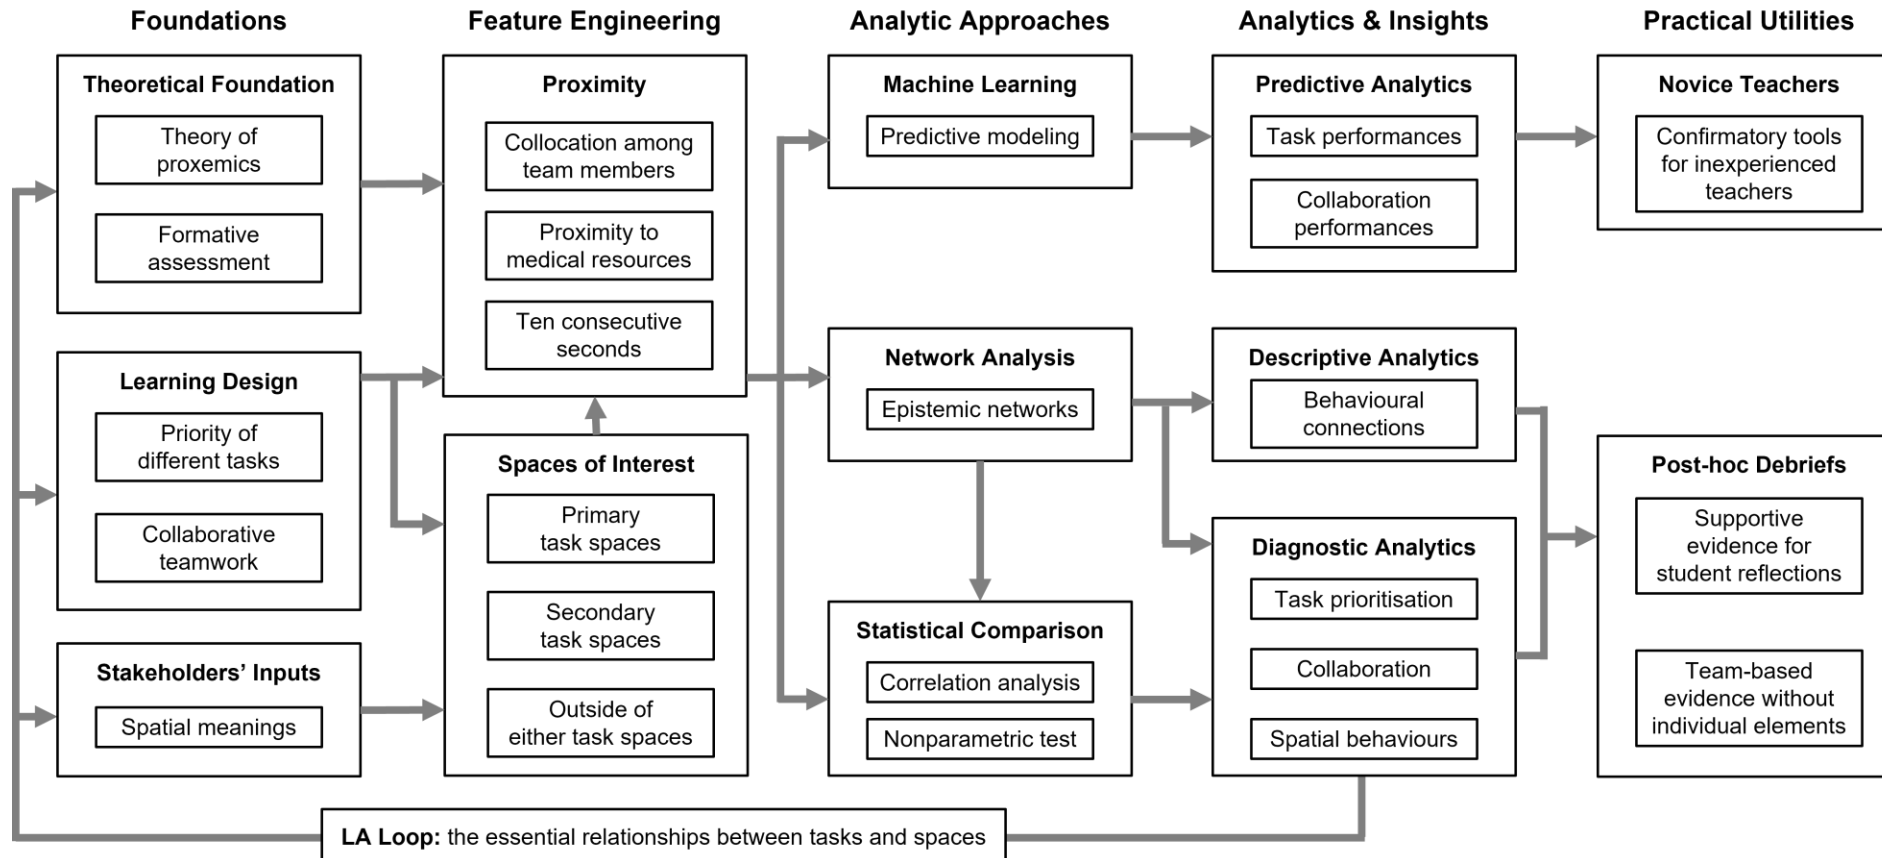 Foundations
Theoretical Foundation
Theory of
proxemics
Formative
assessment
Learning Design
Priority of
different tasks
Collaborative
teamwork
Stakeholders’ Inputs
Spatial meanings
Feature Engineering
Proximity
Collocation among
team members
Proximity to
medical resources
Ten consecutive
seconds
Spaces of Interest
Primary
task spaces
Secondary
task spaces
Outside of
either task spaces
Analytic Approaches
Machine Learning
Predictive modeling
Network Analysis
Epistemic networks
Statistical Comparison
Correlation analysis
Nonparametric test
Analytics & Insights
Predictive Analytics
Task performances
Collaboration
performances
Descriptive Analytics
Behavioural
connections
Diagnostic Analytics
Task prioritisation
Collaboration
Spatial behaviours
Practical Utilities
Novice Teachers
Confirmatory tools
for inexperienced
teachers
Post-hoc Debriefs
Supportive
evidence for
student reflections
Team-based
evidence without
individual elements
LA Loop: the essential relationships between tasks and spaces